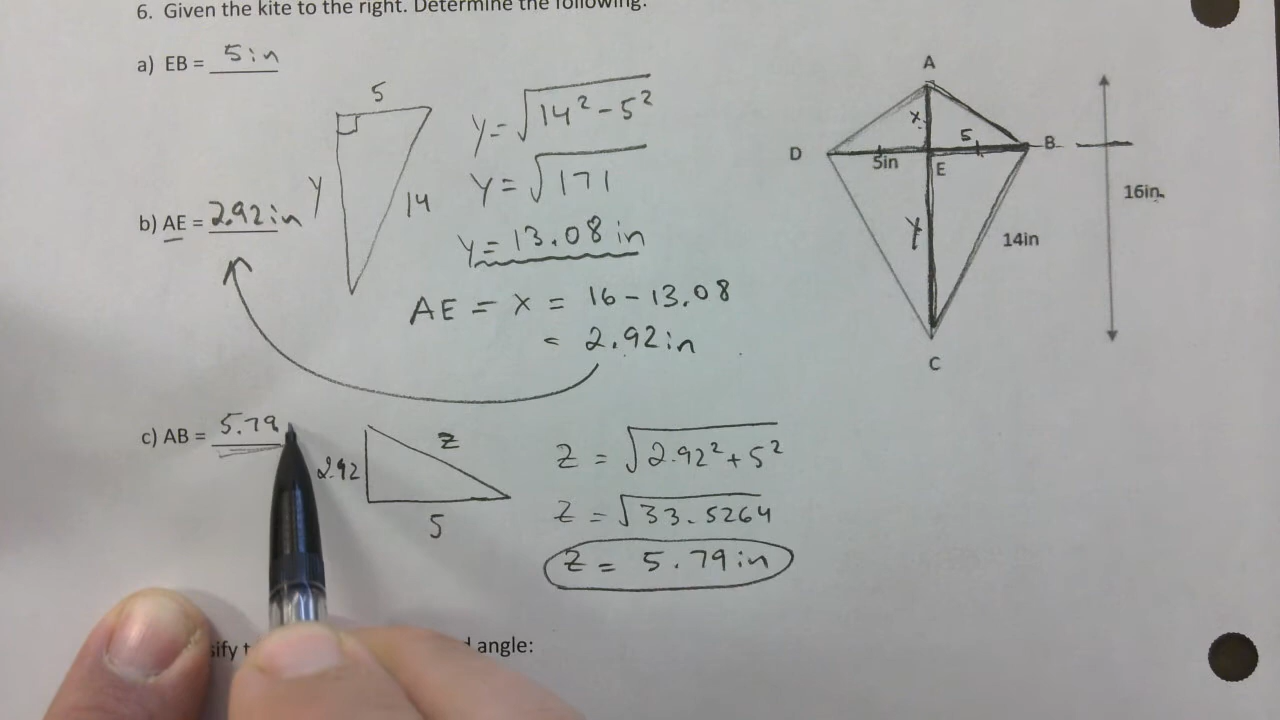 6. Given the kite to the right. Determine the following:
a) EB = 5in
5
y
14
y = √14² - 5²
y = √171
y = 13.08 in
b) AE = 2.92in
AE = x = 16 - 13.08
= 2.92in
c) AB = 5.79
2.92
z
5
z = √2.92² + 5²
z = √33.5264
z = 5.79in
A
x
5
B
D
5in
E
16in.
y
14in
C
angle: